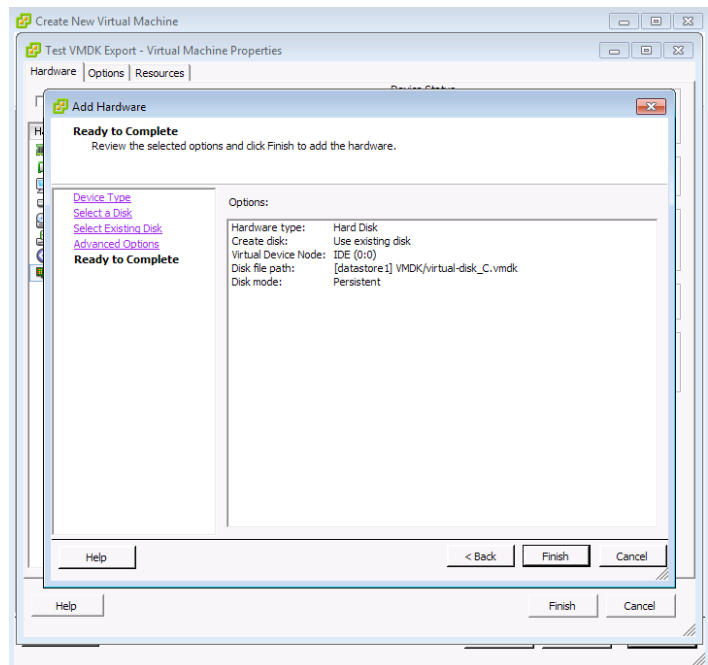 Create New Virtual Machine
Test VMDK Export - Virtual Machine Properties
Hardware Options Resources
Add Hardware
Ready to Complete
Review the selected options and click Finish to add the hardware.
Device Type
Select a Disk
Select Existing Disk
Advanced Options
Ready to Complete
Options:
Hardware type: Hard Disk
Create disk: Use existing disk
Virtual Device Node: IDE (0:0)
Disk file path: [datastore1] VMDK/virtual-disk_C.vmdk
Disk mode: Persistent
Help < Back Finish Cancel
Help Finish Cancel